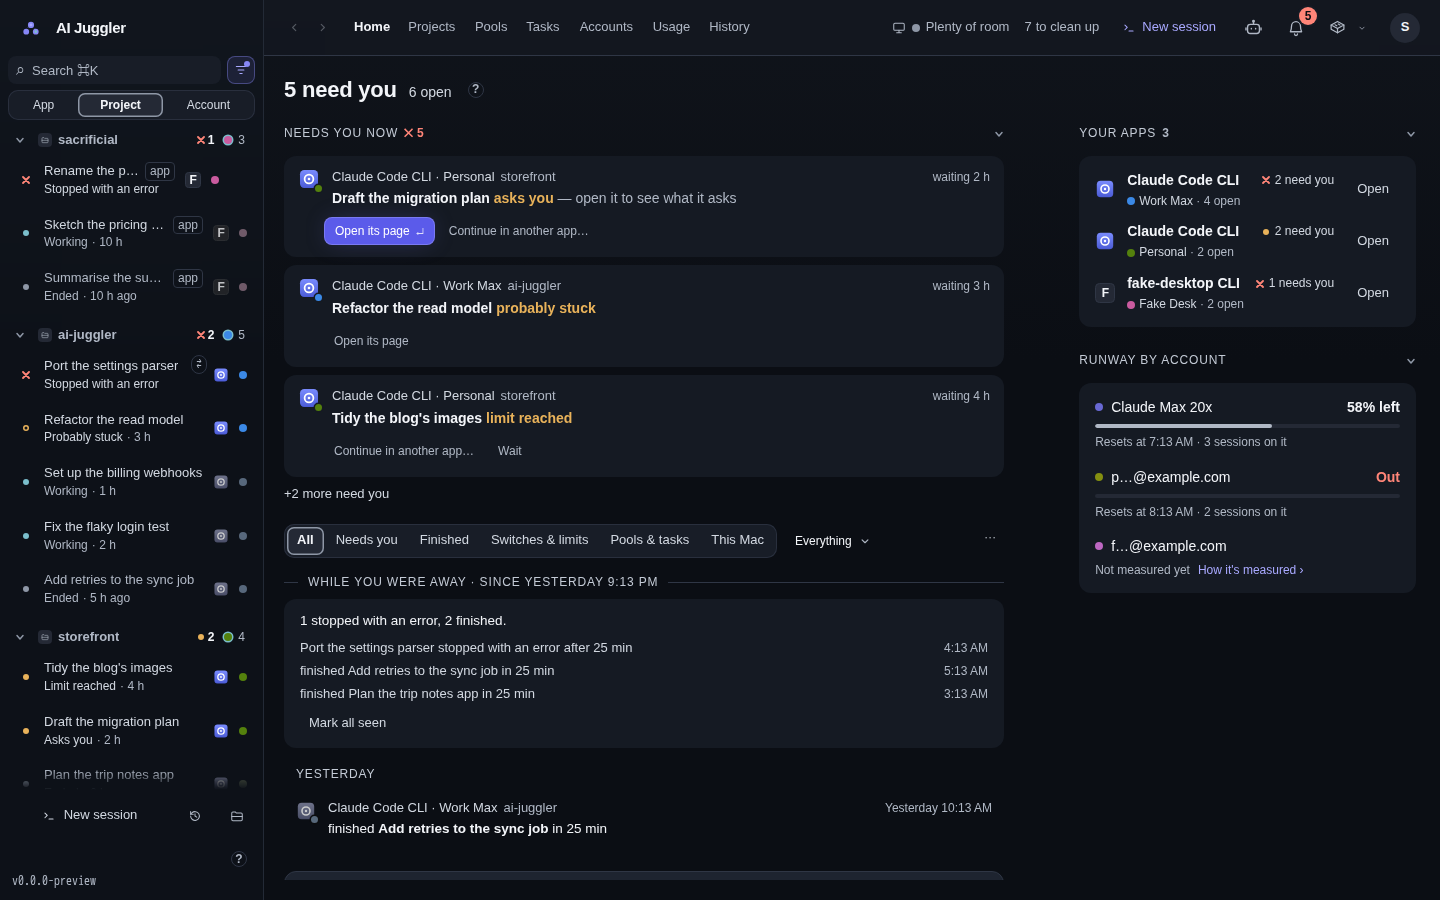 AI Juggler
Search ⌘K
App Project Account
sacrificial 1 3
Rename the p… app F
Stopped with an error
Sketch the pricing … app F
Working · 10 h
Summarise the su… app F
Ended · 10 h ago
ai-juggler 2 5
Port the settings parser
Stopped with an error
Refactor the read model
Probably stuck · 3 h
Set up the billing webhooks
Working · 1 h
Fix the flaky login test
Working · 2 h
Add retries to the sync job
Ended · 5 h ago
storefront 2 4
Tidy the blog's images
Limit reached · 4 h
Draft the migration plan
Asks you · 2 h
Plan the trip notes app
New session
?
v0.0.0-preview
Home Projects Pools Tasks Accounts Usage History
Plenty of room 7 to clean up New session 5 S
5 need you 6 open ?
NEEDS YOU NOW 5
Claude Code CLI · Personal storefront waiting 2 h
Draft the migration plan asks you — open it to see what it asks
Open its page Continue in another app…
Claude Code CLI · Work Max ai-juggler waiting 3 h
Refactor the read model probably stuck
Open its page
Claude Code CLI · Personal storefront waiting 4 h
Tidy the blog's images limit reached
Continue in another app… Wait
+2 more need you
All Needs you Finished Switches & limits Pools & tasks This Mac Everything …
WHILE YOU WERE AWAY · SINCE YESTERDAY 9:13 PM
1 stopped with an error, 2 finished.
Port the settings parser stopped with an error after 25 min 4:13 AM
finished Add retries to the sync job in 25 min 5:13 AM
finished Plan the trip notes app in 25 min 3:13 AM
Mark all seen
YESTERDAY
Claude Code CLI · Work Max ai-juggler Yesterday 10:13 AM
finished Add retries to the sync job in 25 min
YOUR APPS 3
Claude Code CLI 2 need you Open
Work Max · 4 open
Claude Code CLI 2 need you Open
Personal · 2 open
F fake-desktop CLI 1 needs you Open
Fake Desk · 2 open
RUNWAY BY ACCOUNT
Claude Max 20x 58% left
Resets at 7:13 AM · 3 sessions on it
p…@example.com Out
Resets at 8:13 AM · 2 sessions on it
f…@example.com
Not measured yet How it's measured ›